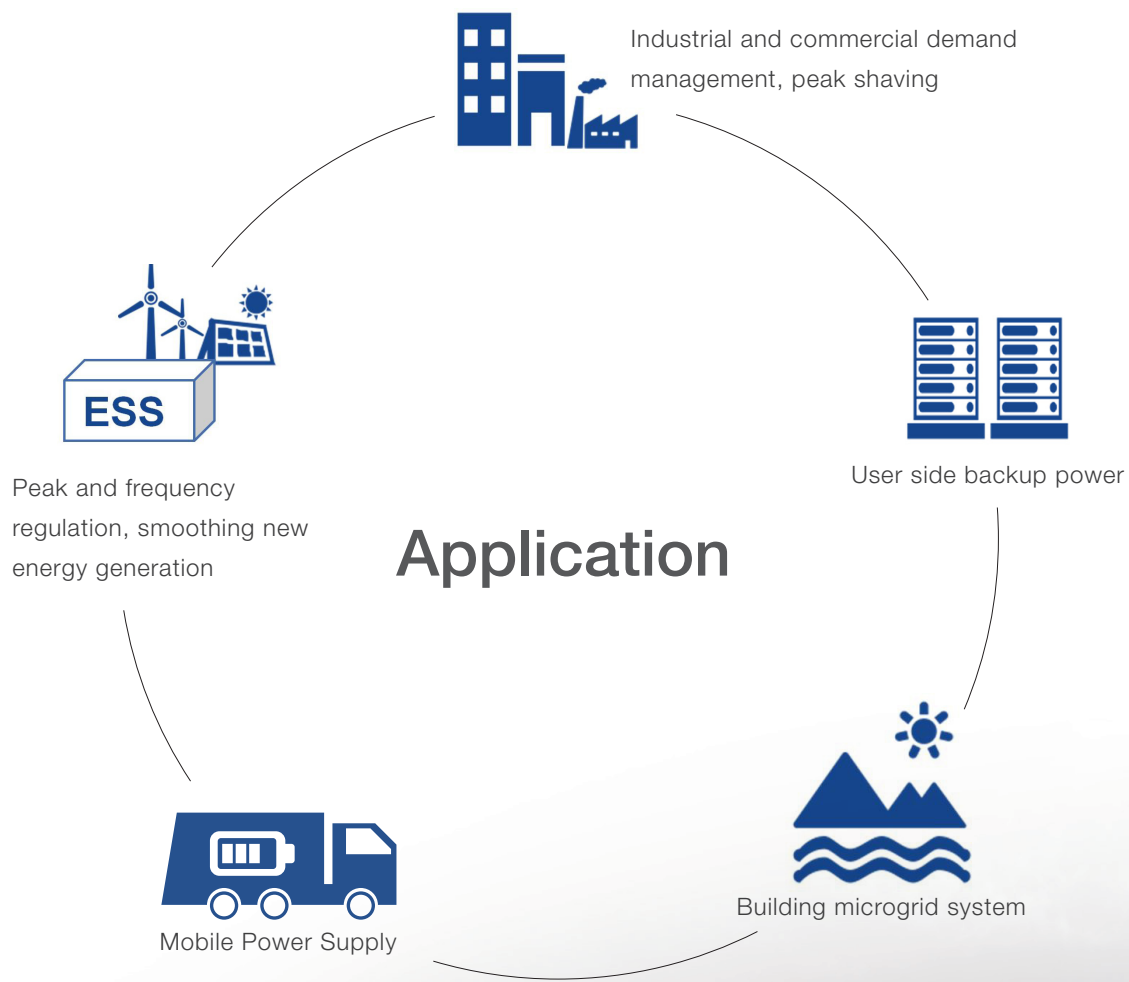 Industrial and commercial demand
management, peak shaving
ESS
User side backup power
Peak and frequency
regulation, smoothing new
energy generation
Application
Building microgrid system
Mobile Power Supply